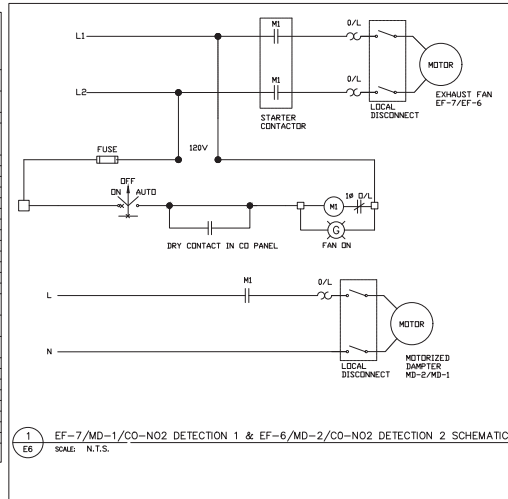 L1
M1
O/L
MOTOR
L2
M1
O/L
EXHAUST FAN
EF-7/EF-6
LOCAL
DISCONNECT
STARTER
CONTACTOR
FUSE
120V
OFF
ON
AUTO
M1
1ø O/L
DRY CONTACT IN CO PANEL
G
FAN ON
L
M1
O/L
MOTOR
N
LOCAL
DISCONNECT
MOTORIZED
DAMPTER
MD-2/MD-1
1
E6
EF-7/MD-1/CO-NO2 DETECTION 1 & EF-6/MD-2/CO-NO2 DETECTION 2 SCHEMATIC
SCALE: N.T.S.